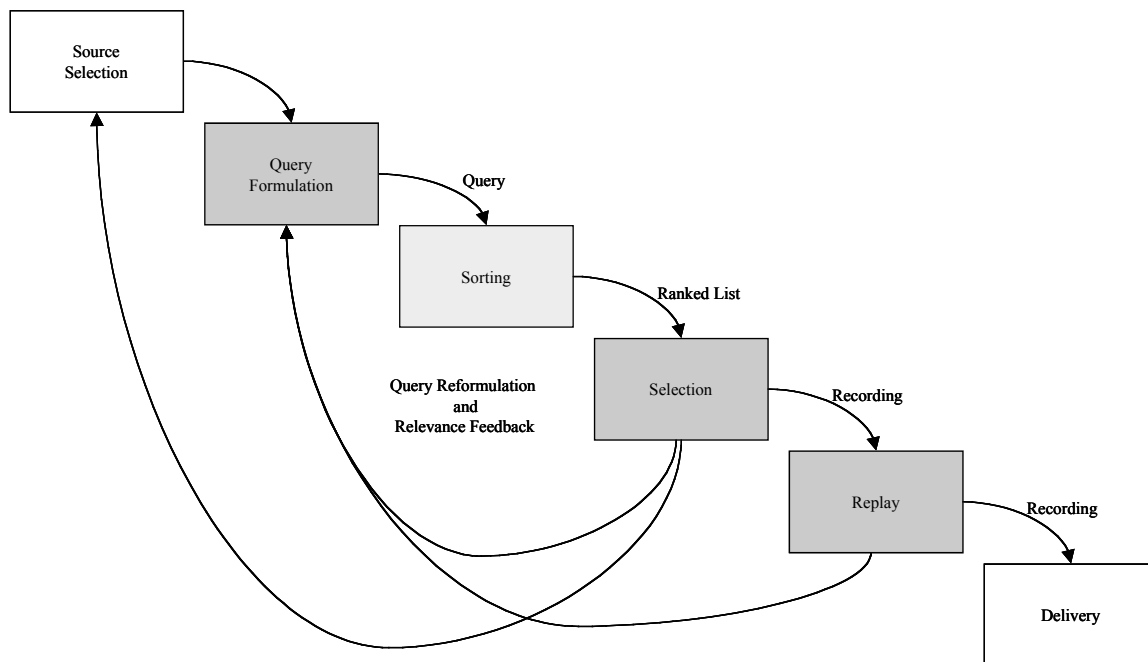 Source
Selection
Query
Formulation
Query
Sorting
Ranked List
Query Reformulation
and
Relevance Feedback
Selection
Recording
Replay
Recording
Delivery